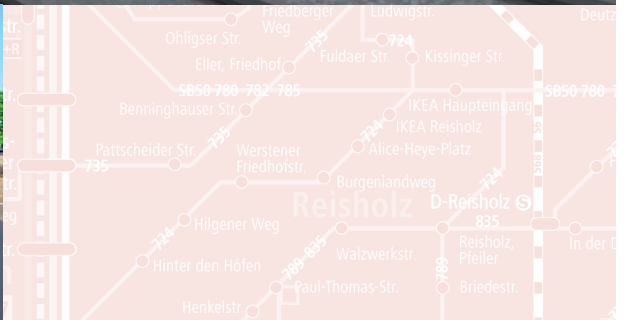 Friedberger
Weg
Ludwigstr.
Ohligser Str.
735
724
Fuldaer Str.
Kissinger Str.
Eller, Friedhof
SB50 780 782 785
SB50 780
Benninghauser Str.
IKEA Haupteingang
IKEA Reisholz
735
724
Alice-Heye-Platz
Pattscheider Str.
735
Werstener
Friedhofstr.
Burgenlandweg
724
Reisholz
D-Reisholz S
835
Hilgener Weg
724
Walzwerkstr.
Reisholz,
Pfeiler
Hinter den Höfen
789 835
789
Paul-Thomas-Str.
Briedestr.
Henkelstr.